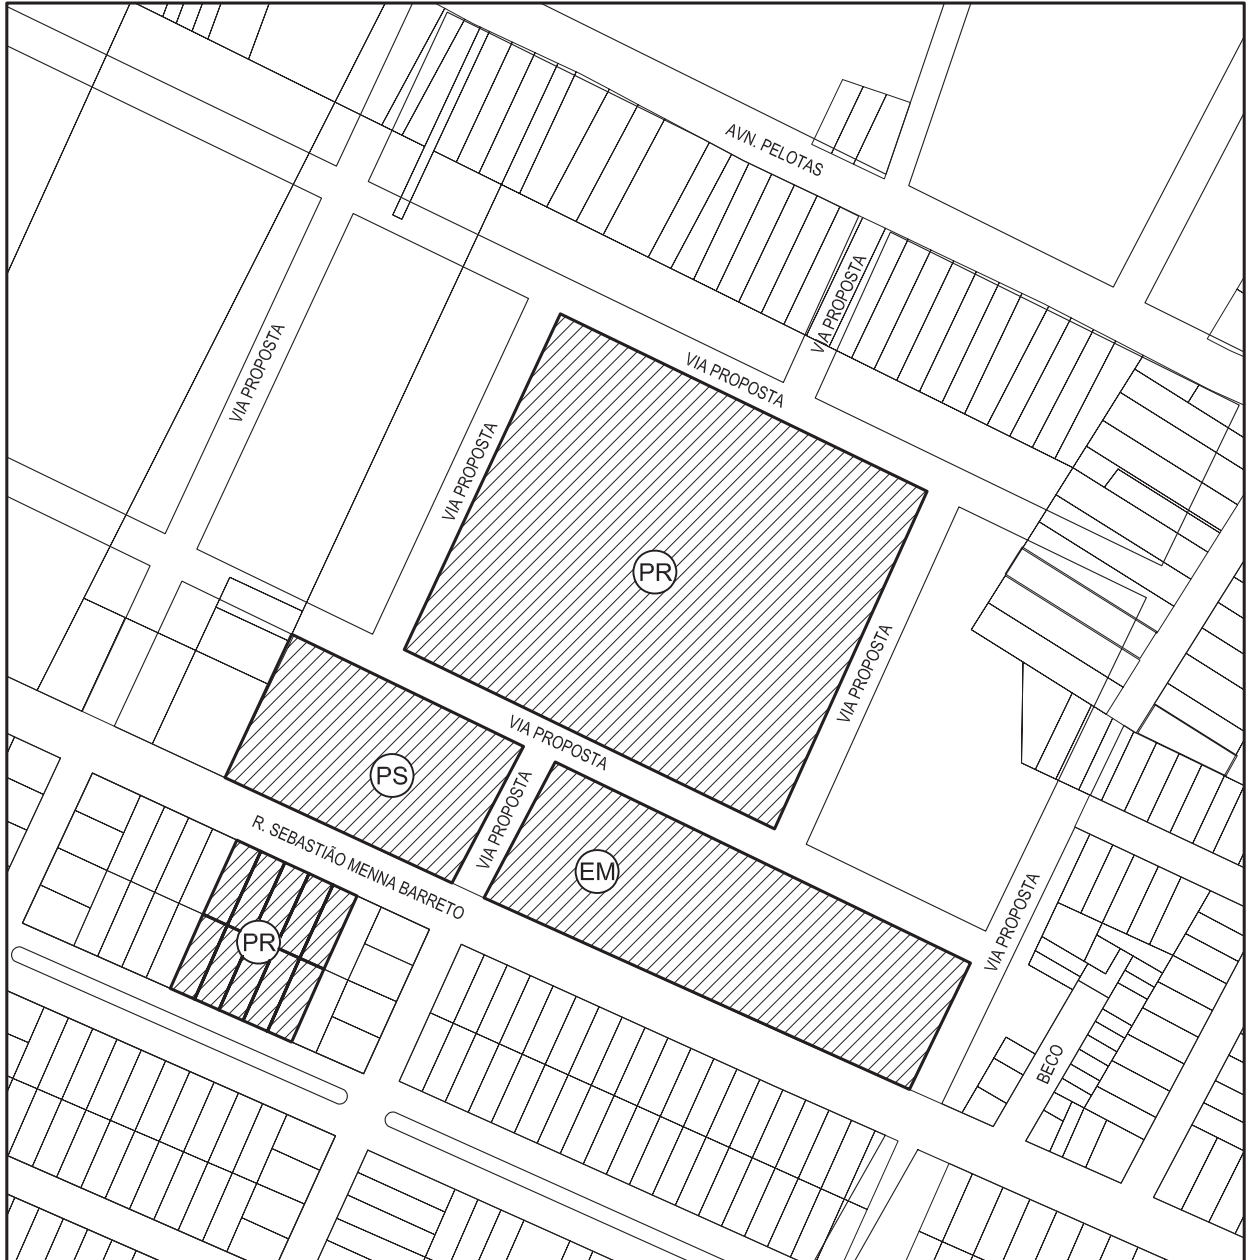 AVN. PELOTAS
VIA PROPOSTA
VIA PROPOSTA
VIA PROPOSTA
VIA PROPOSTA
PR
VIA PROPOSTA
VIA PROPOSTA
PS
VIA PROPOSTA
EM
R. SEBASTIÃO MENNA BARRETO
PR
VIA PROPOSTA
BECO